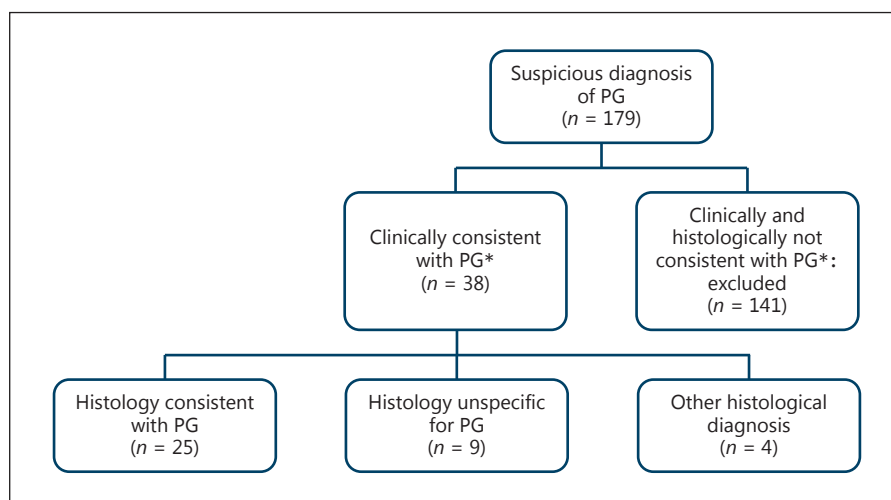 Suspicious diagnosis
of PG
(n = 179)
Clinically consistent
with PG*
(n = 38)
Clinically and
histologically not
consistent with PG*:
excluded
(n = 141)
Histology consistent
with PG
(n = 25)
Histology unspecific
for PG
(n = 9)
Other histological
diagnosis
(n = 4)